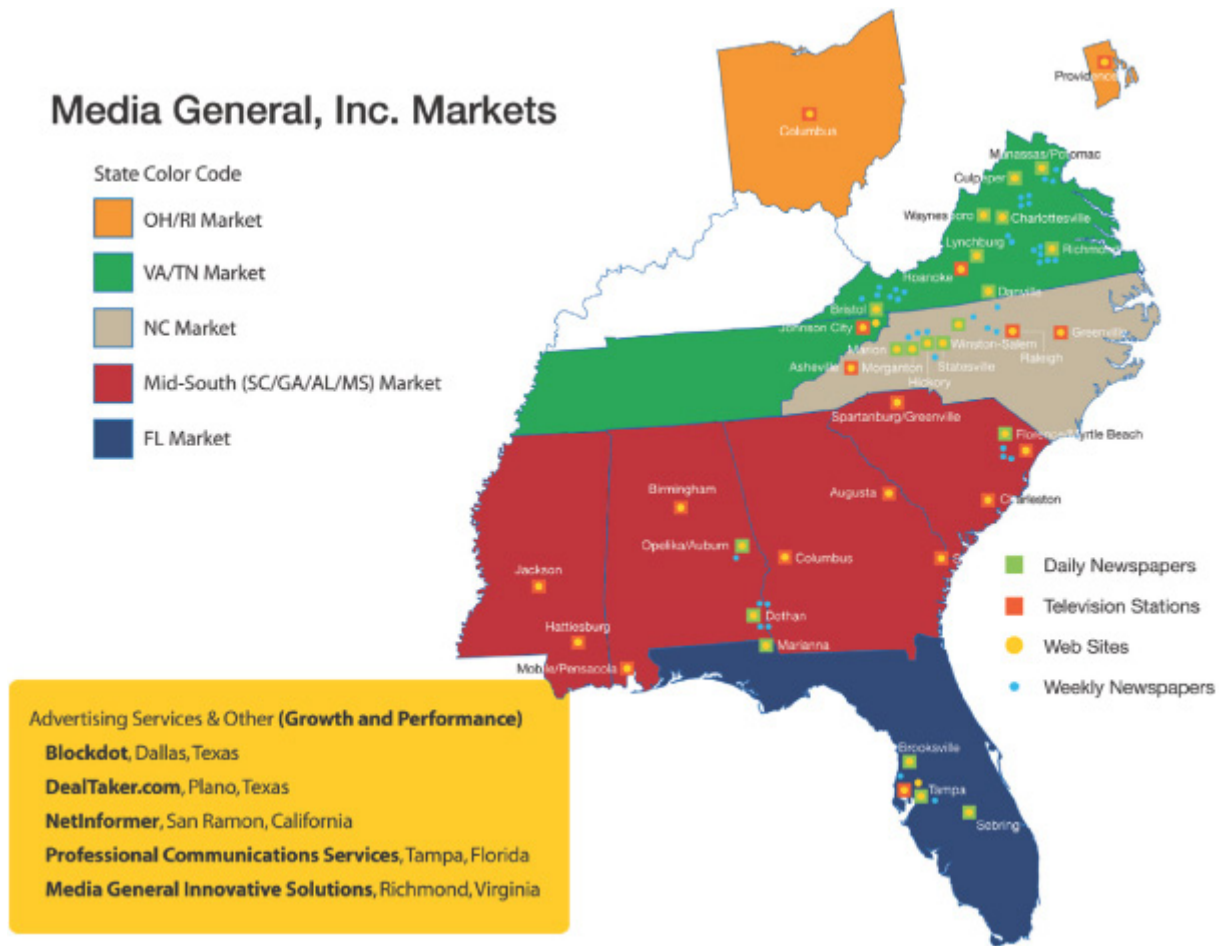 Media General, Inc. Markets
State Color Code
OH/RI Market
VA/TN Market
NC Market
Mid-South (SC/GA/AL/MS) Market
FL Market
Columbus
Providence
Manassas/Potomac
Culpeper
Waynesboro
Charlottesville
Lynchburg
Richmond
Roanoke
Danville
Bristol
Johnson City
Greenville
Marion
Winston-Salem
Raleigh
Asheville
Morganton
Statesville
Hickory
Spartanburg/Greenville
Florence/Myrtle Beach
Birmingham
Augusta
Charleston
Opelika/Auburn
Columbus
Jackson
Dothan
Hattiesburg
Marianna
Mobile/Pensacola
Brooksville
Tampa
Sebring
Daily Newspapers
Television Stations
Web Sites
Weekly Newspapers
Advertising Services & Other (Growth and Performance)
Blockdot, Dallas, Texas
DealTaker.com, Plano, Texas
NetInformer, San Ramon, California
Professional Communications Services, Tampa, Florida
Media General Innovative Solutions, Richmond, Virginia